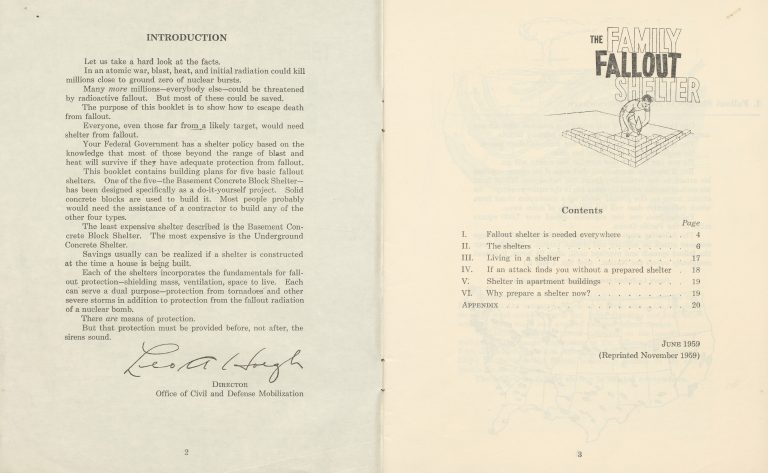 INTRODUCTION
Let us take a hard look at the facts.
In an atomic war, blast, heat, and initial radiation could kill
millions close to ground zero of nuclear bursts.
Many more millions—everybody else—could be threatened
by radioactive fallout. But most of these could be saved.
The purpose of this booklet is to show how to escape death
from fallout.
Everyone, even those far from a likely target, would need
shelter from fallout.
Your Federal Government has a shelter policy based on the
knowledge that most of those beyond the range of blast and
heat will survive if they have adequate protection from fallout.
This booklet contains building plans for five basic fallout
shelters. One of the five—the Basement Concrete Block Shelter—
has been designed specifically as a do-it-yourself project. Solid
concrete blocks are used to build it. Most people probably
would need the assistance of a contractor to build any of the
other four types.
The least expensive shelter described is the Basement Con-
crete Block Shelter. The most expensive is the Underground
Concrete Shelter.
Savings usually can be realized if a shelter is constructed
at the time a house is being built.
Each of the shelters incorporates the fundamentals for fall-
out protection—shielding mass, ventilation, space to live. Each
can serve a dual purpose—protection from tornadoes and other
severe storms in addition to protection from the fallout radiation
of a nuclear bomb.
There are means of protection.
But that protection must be provided before, not after, the
sirens sound.
Leo A Hoegh
DIRECTOR
Office of Civil and Defense Mobilization
2
THE FAMILY
FALLOUT
SHELTER
Contents
Page
I. Fallout shelter is needed everywhere . . . . . . . . . 4
II. The shelters . . . . . . . . . . . . . . . . . . . 6
III. Living in a shelter . . . . . . . . . . . . . . . . . 17
IV. If an attack finds you without a prepared shelter . 18
V. Shelter in apartment buildings . . . . . . . . . . . 19
VI. Why prepare a shelter now? . . . . . . . . . . . . 19
APPENDIX . . . . . . . . . . . . . . . . . . . . . . . 20
JUNE 1959
(Reprinted November 1959)
3